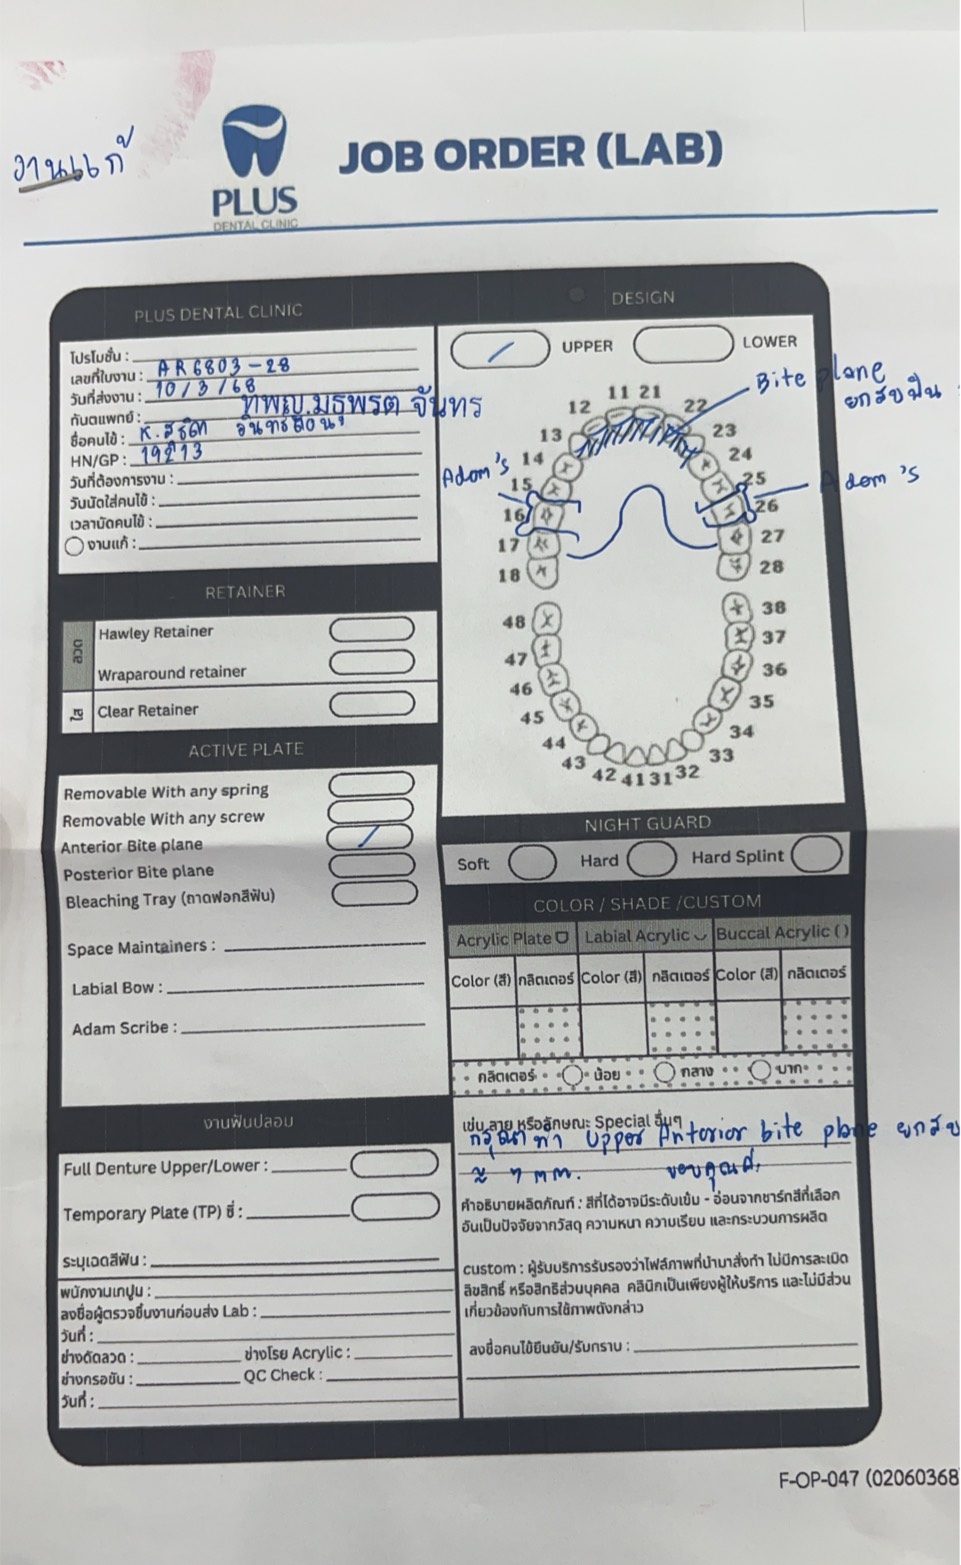 งานแก้
PLUS
DENTAL CLINIC
JOB ORDER (LAB)
PLUS DENTAL CLINIC
โปรโมชั่น :
เลขที่ใบงาน : AR6803-28
วันที่ส่งงาน : 10/3/68
ทันตแพทย์ : ทพญ.มธุพรต จันทร
ชื่อคนไข้ : K.
HN/GP : 19213
วันที่ต้องการงาน :
วันนัดใส่คนไข้ :
เวลานัดคนไข้ :
งานแก้ :
DESIGN
UPPER
LOWER
Bite plane
ยกสบฟัน
Adam's
Adam's
11 21
12 22
13 23
14 24
15 25
16 26
17 27
18 28
48 38
47 37
46 36
45 35
44 34
43 33
42 41 31 32
RETAINER
ลวด
Hawley Retainer
Wraparound retainer
ใส
Clear Retainer
ACTIVE PLATE
Removable With any spring
Removable With any screw
Anterior Bite plane
Posterior Bite plane
Bleaching Tray (ถาดฟอกสีฟัน)
Space Maintainers :
Labial Bow :
Adam Scribe :
NIGHT GUARD
Soft Hard Hard Splint
COLOR / SHADE /CUSTOM
Acrylic Plate Labial Acrylic Buccal Acrylic ( )
Color (สี) กลิตเตอร์ Color (สี) กลิตเตอร์ Color (สี) กลิตเตอร์
กลิตเตอร์ น้อย กลาง มาก
เช่น ลาย หรือลักษณะ Special อื่นๆ
กรุณาทำ Upper Anterior bite plane ยกสบ
≈ 7 mm. ขอบคุณค่ะ
คำอธิบายผลิตภัณฑ์ : สีที่ได้อาจมีระดับเข้ม - อ่อนจากชาร์กสีที่เลือก
อันเป็นปัจจัยจากวัสดุ ความหนา ความเรียบ และกระบวนการผลิต
custom : ผู้รับบริการรับรองว่าไฟล์ภาพที่นำมาสั่งทำ ไม่มีการละเมิด
ลิขสิทธิ์ หรือสิทธิส่วนบุคคล คลินิกเป็นเพียงผู้ให้บริการ และไม่มีส่วน
เกี่ยวข้องกับการใช้ภาพดังกล่าว
ลงชื่อคนไข้ยืนยัน/รับทราบ :
งานฟันปลอม
Full Denture Upper/Lower :
Temporary Plate (TP) ซี่ :
ระบุเฉดสีฟัน :
พนักงานเทปูน :
ลงชื่อผู้ตรวจชิ้นงานก่อนส่ง Lab :
วันที่ :
ช่างดัดลวด : ช่างโรย Acrylic :
ช่างกรอขัน : QC Check :
วันที่ :
F-OP-047 (02060368